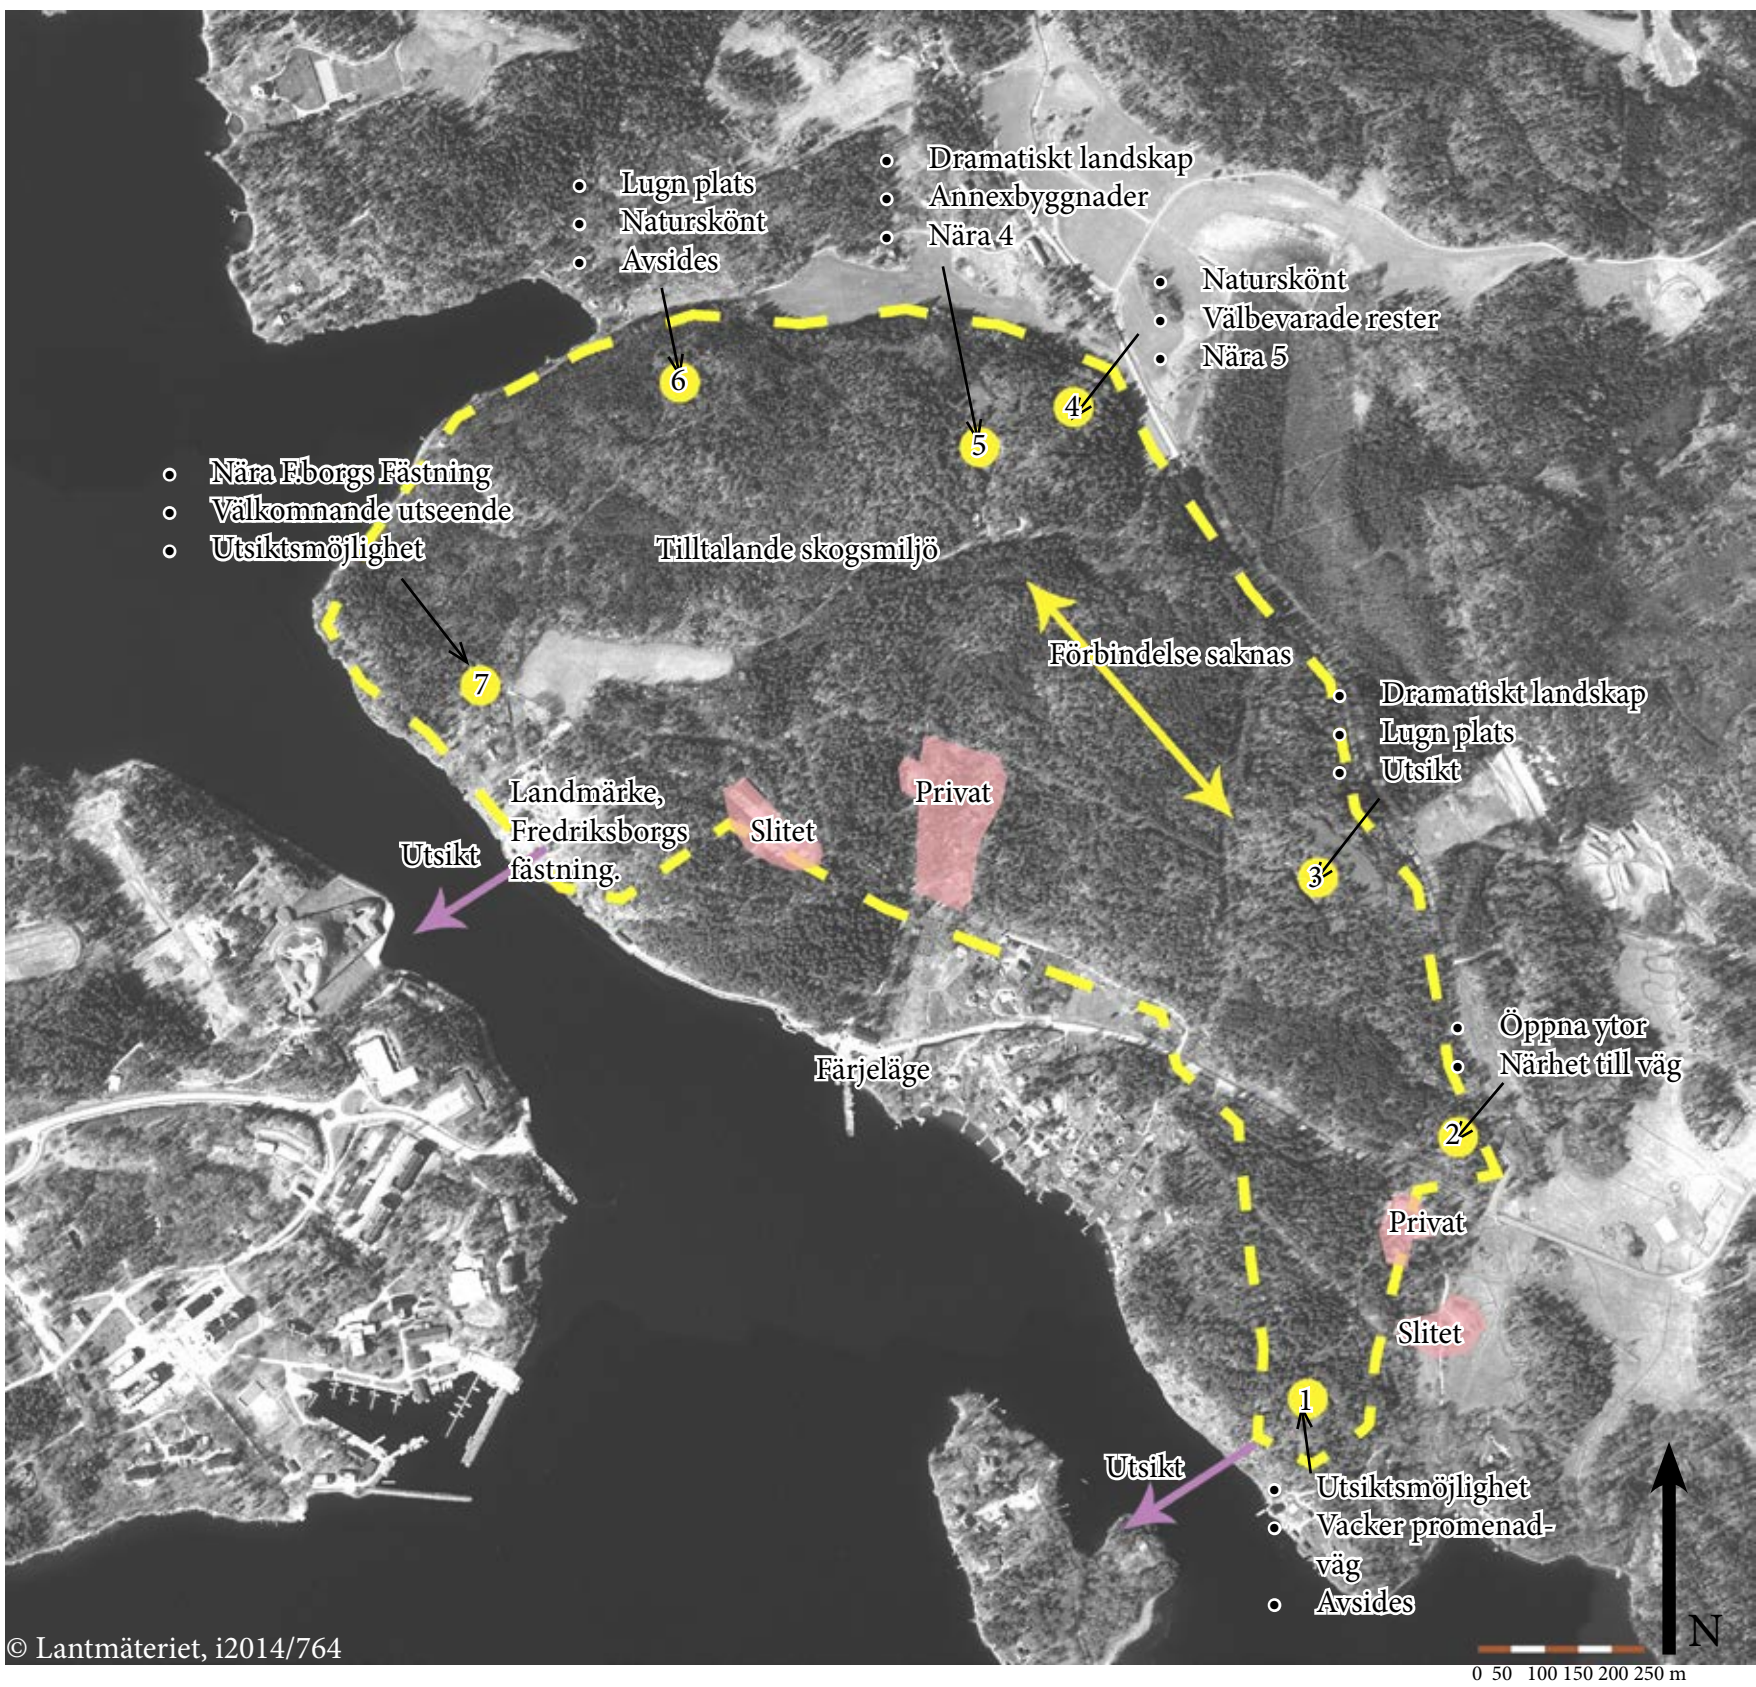 • Dramatiskt landskap
• Annexbyggnader
• Nära 4
• Lugn plats
• Naturskönt
• Avsides
• Naturskönt
• Välbevarade rester
• Nära 5
6
4
5
• Nära F.borgs Fästning
• Välkomnande utseende
• Utsiktsmöjlighet
Tilltalande skogsmiljö
Förbindelse saknas
7
• Dramatiskt landskap
• Lugn plats
• Utsikt
Landmärke,
Fredriksborgs
fästning.
Utsikt
Slitet
Privat
3
• Öppna ytor
• Närhet till väg
Färjeläge
2
Privat
Slitet
1
Utsikt
• Utsiktsmöjlighet
• Vacker promenad-
väg
• Avsides
N
© Lantmäteriet, i2014/764
0 50 100 150 200 250 m